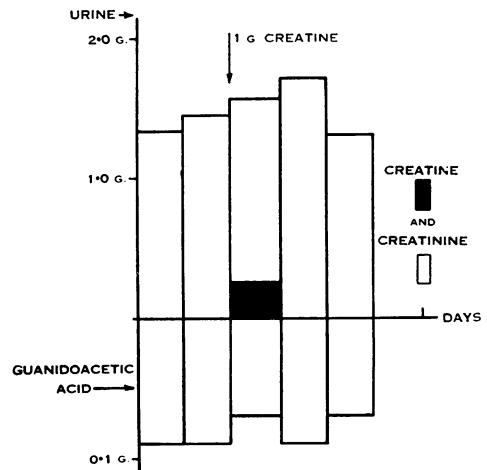 URINE
2·0 G.
1 G CREATINE
1·0 G.
CREATINE
AND
CREATININE
DAYS
GUANIDOACETIC
ACID
0·1 G.